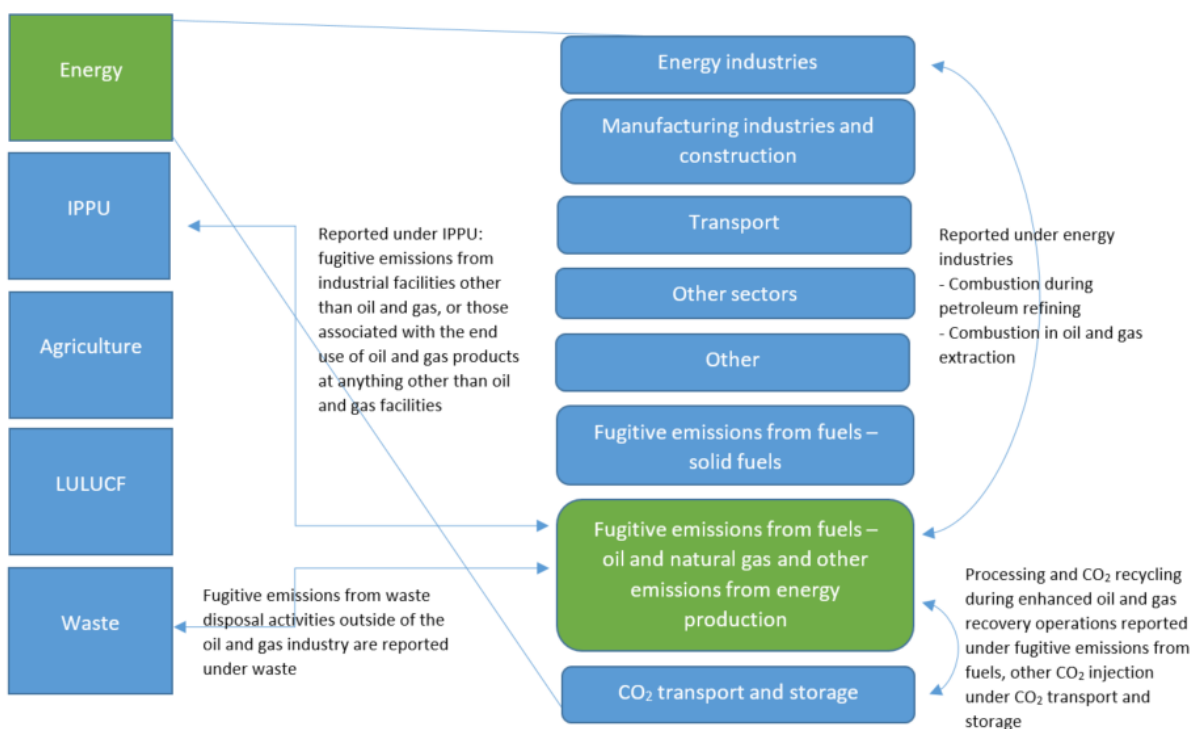 Energy
IPPU
Agriculture
LULUCF
Waste
Reported under IPPU:
fugitive emissions from
industrial facilities other
than oil and gas, or those
associated with the end
use of oil and gas products
at anything other than oil
and gas facilities
Fugitive emissions from waste
disposal activities outside of the
oil and gas industry are reported
under waste
Energy industries
Manufacturing industries and
construction
Transport
Other sectors
Other
Fugitive emissions from fuels –
solid fuels
Fugitive emissions from fuels –
oil and natural gas and other
emissions from energy
production
CO₂ transport and storage
Reported under energy
industries
- Combustion during
petroleum refining
- Combustion in oil and gas
extraction
Processing and CO₂ recycling
during enhanced oil and gas
recovery operations reported
under fugitive emissions from
fuels, other CO₂ injection
under CO₂ transport and
storage